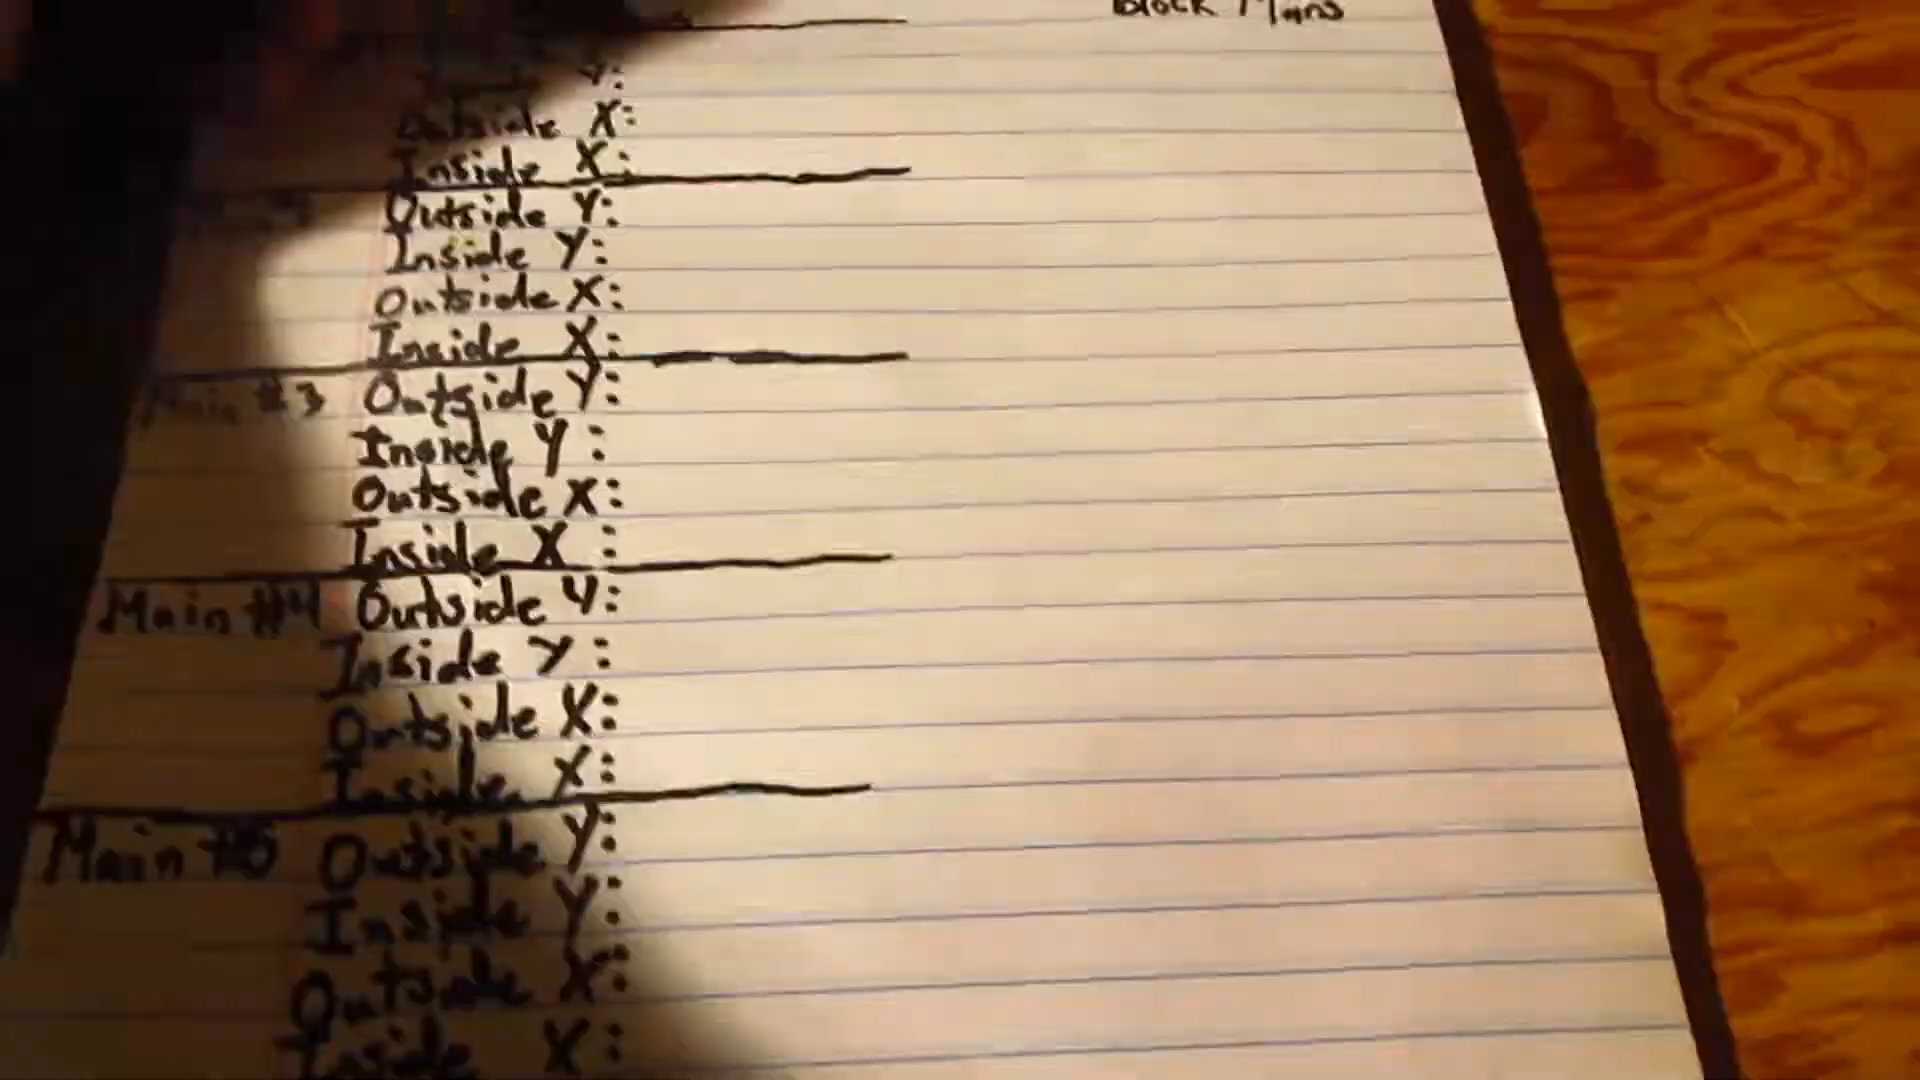 Block Mains
Y:
Outside X:
Inside X:
Outside Y:
Inside Y:
Outside X:
Inside X:
Main #3 Outside Y:
Inside Y:
Outside X:
Inside X:
Main #4 Outside Y:
Inside Y:
Outside X:
Inside X:
Main #5 Outside Y:
Inside Y:
Outside X:
Inside X: